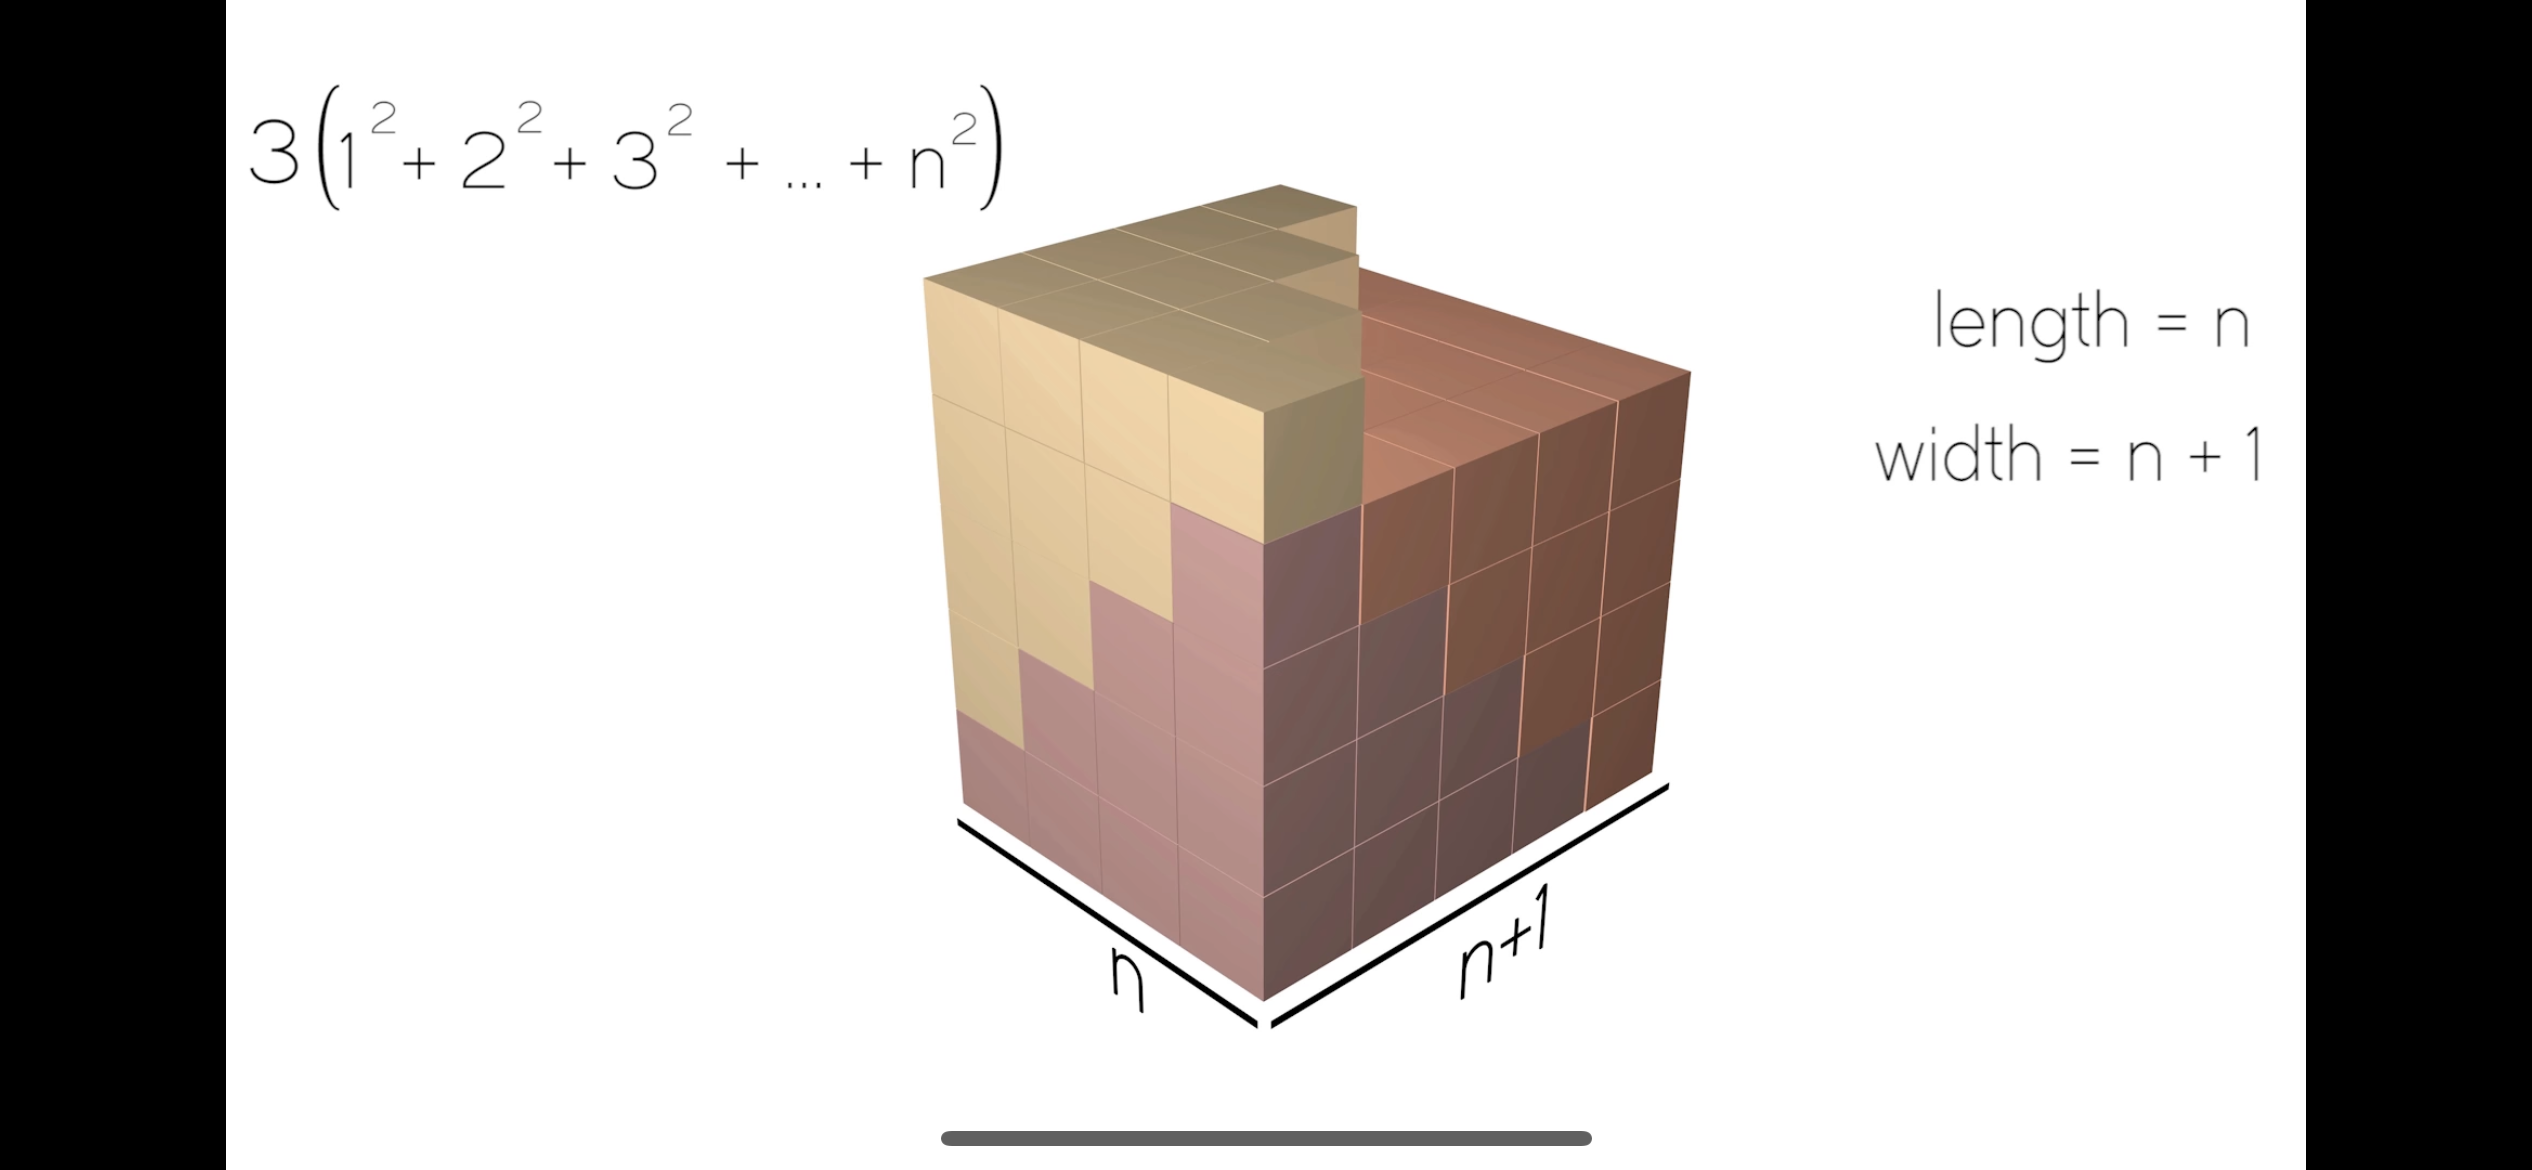 3(1² + 2² + 3² + ... + n²)
length = n
width = n + 1
n
n+1